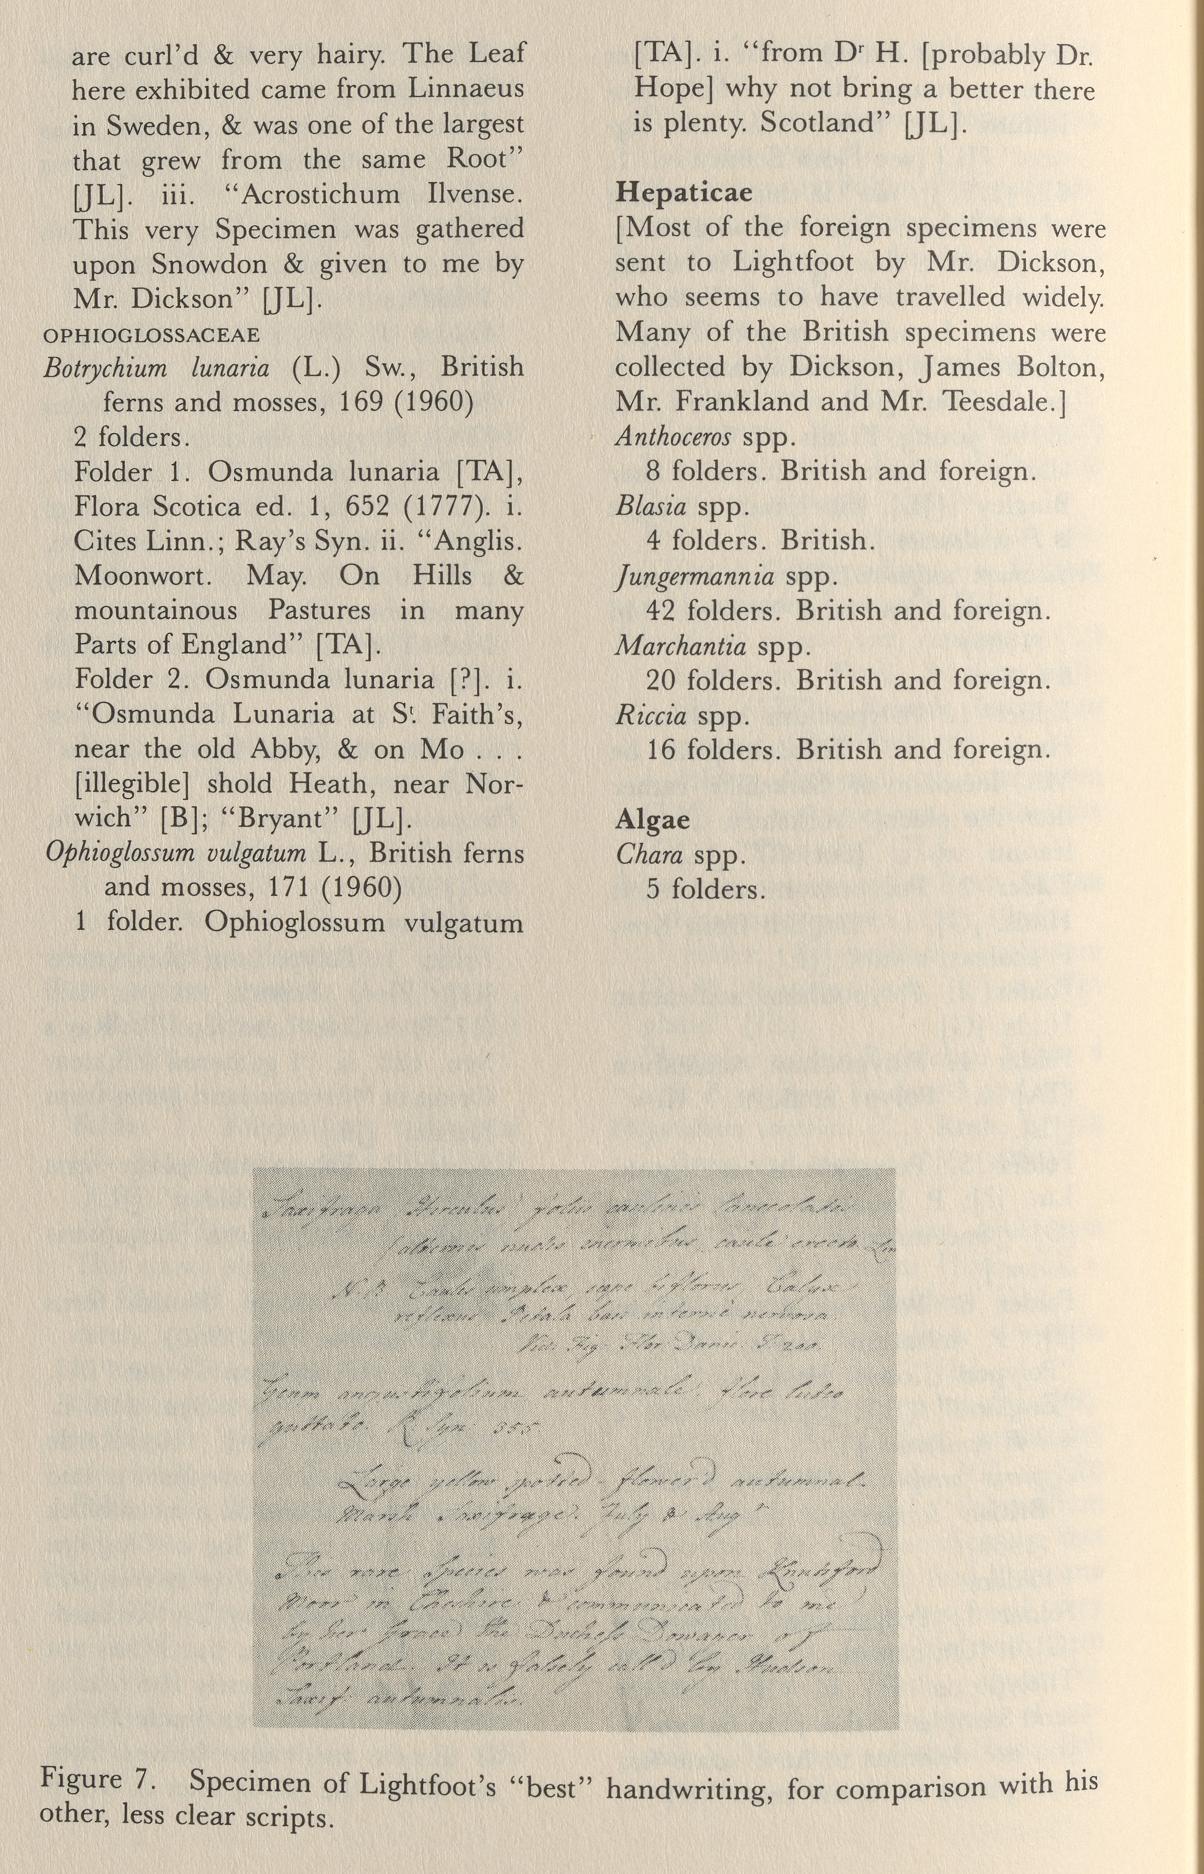 are curl'd & very hairy. The Leaf
here exhibited came from Linnaeus
in Sweden, & was one of the largest
that grew from the same Root”
[JL]. iii. “Acrostichum Ilvense.
This very Specimen was gathered
upon Snowdon & given to me by
Mr. Dickson” [JL].
OPHIOGLOSSACEAE
Botrychium lunaria (L.) Sw., British
ferns and mosses, 169 (1960)
2 folders.
Folder 1. Osmunda lunaria [TA],
Flora Scotica ed. 1, 652 (1777). i.
Cites Linn.; Ray's Syn. ii. “Anglis.
Moonwort. May. On Hills &
mountainous Pastures in many
Parts of England” [TA].
Folder 2. Osmunda lunaria [?]. i.
“Osmunda Lunaria at Sᵗ. Faith's,
near the old Abby, & on Mo . . .
[illegible] shold Heath, near Nor-
wich” [B]; “Bryant” [JL].
Ophioglossum vulgatum L., British ferns
and mosses, 171 (1960)
1 folder. Ophioglossum vulgatum
[TA]. i. “from Dʳ H. [probably Dr.
Hope] why not bring a better there
is plenty. Scotland” [JL].
Hepaticae
[Most of the foreign specimens were
sent to Lightfoot by Mr. Dickson,
who seems to have travelled widely.
Many of the British specimens were
collected by Dickson, James Bolton,
Mr. Frankland and Mr. Teesdale.]
Anthoceros spp.
8 folders. British and foreign.
Blasia spp.
4 folders. British.
Jungermannia spp.
42 folders. British and foreign.
Marchantia spp.
20 folders. British and foreign.
Riccia spp.
16 folders. British and foreign.
Algae
Chara spp.
5 folders.
Saxifraga Hirculus foliis caulinis lanceolatis
alternis nudis inermibus, caule erecto. Lin
N.B. Caulis simplex, sæpe biflorus, Calyx
reflexus Petala basi interne nervosa.
Vid. Fig. Flor Danic. T. 200.
Geum angustifolium autumnale, flore luteo
guttato. R. Syn. 355.
Large yellow spotted-flower'd autumnal
Marsh Saxifrage. July & Augᵗ
This rare Species was found upon Knutsford
Moor in Cheshire & communicated to me
by her Grace the Duchess Dowager of
Portland. It is falsely call'd by Hudson
Saxif. autumnalis.
Figure 7. Specimen of Lightfoot's “best” handwriting, for comparison with his
other, less clear scripts.